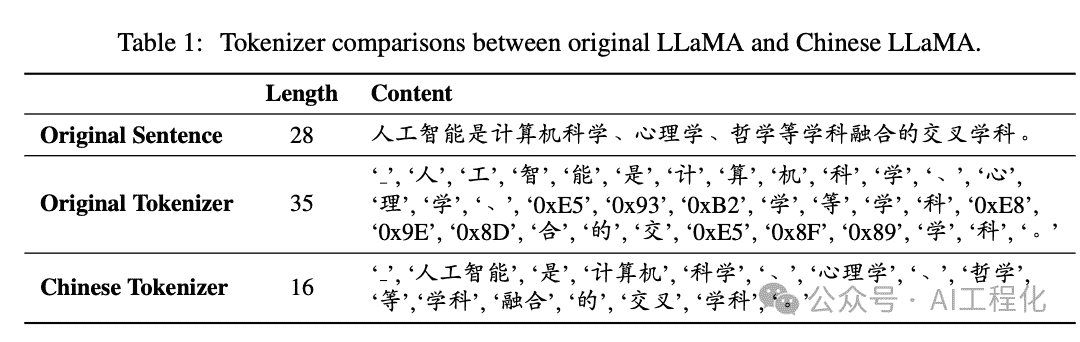 Table 1: Tokenizer comparisons between original LLaMA and Chinese LLaMA.
Length Content
Original Sentence 28 人工智能是计算机科学、心理学、哲学等学科融合的交叉学科。
‘_’, ‘人’, ‘工’, ‘智’, ‘能’, ‘是’, ‘计’, ‘算’, ‘机’, ‘科’, ‘学’, ‘、’, ‘心’,
Original Tokenizer 35 ‘理’, ‘学’, ‘、’, ‘0xE5’, ‘0x93’, ‘0xB2’, ‘学’, ‘等’, ‘学’, ‘科’, ‘0xE8’,
‘0x9E’, ‘0x8D’, ‘合’, ‘的’, ‘交’, ‘0xE5’, ‘0x8F’, ‘0x89’, ‘学’, ‘科’, ‘。’
Chinese Tokenizer 16 ‘_’, ‘人工智能’, ‘是’, ‘计算机’, ‘科学’, ‘、’, ‘心理学’, ‘、’, ‘哲学’,
‘等’, ‘学科’, ‘融合’, ‘的’, ‘交叉’, ‘学科’, ‘。’
公众号 · AI工程化